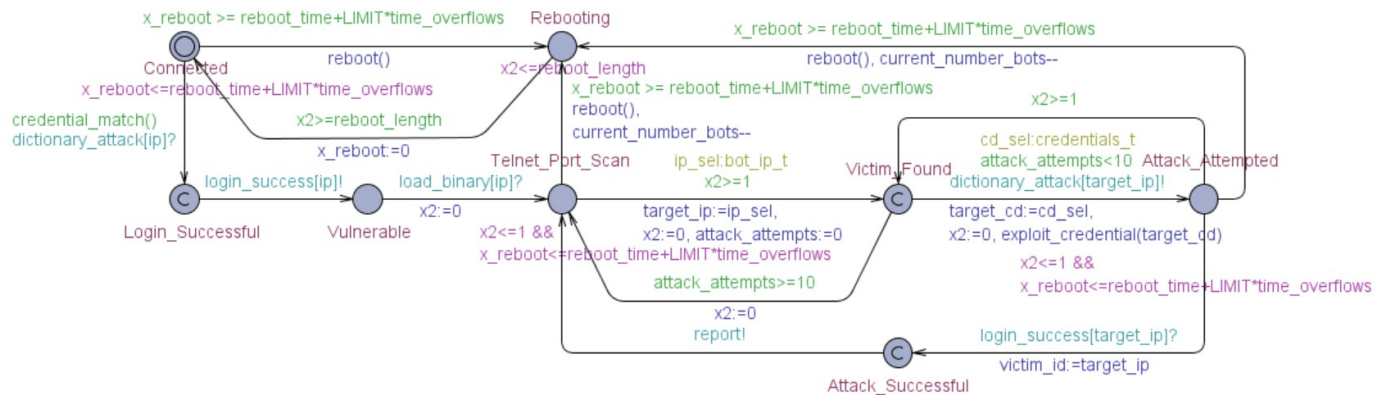 x_reboot >= reboot_time+LIMIT*time_overflows
Rebooting
x_reboot >= reboot_time+LIMIT*time_overflows
reboot()
reboot(), current_number_bots--
Connected
x2<=reboot_length
x_reboot<=reboot_time+LIMIT*time_overflows
x_reboot >= reboot_time+LIMIT*time_overflows
reboot(),
current_number_bots--
x2>=1
credential_match()
dictionary_attack[ip]?
x2>=reboot_length
x_reboot:=0
Telnet_Port_Scan
ip_sel:bot_ip_t
x2>=1
Victim_Found
cd_sel:credentials_t
attack_attempts<10
Attack_Attempted
dictionary_attack[target_ip]!
login_success[ip]!
load_binary[ip]?
C
C
Login_Successful
Vulnerable
x2:=0
target_ip:=ip_sel,
x2:=0, attack_attempts:=0
target_cd:=cd_sel,
x2:=0, exploit_credential(target_cd)
x2<=1 &&
x_reboot<=reboot_time+LIMIT*time_overflows
x2<=1 &&
x_reboot<=reboot_time+LIMIT*time_overflows
attack_attempts>=10
x2:=0
report!
login_success[target_ip]?
C
victim_id:=target_ip
Attack_Successful